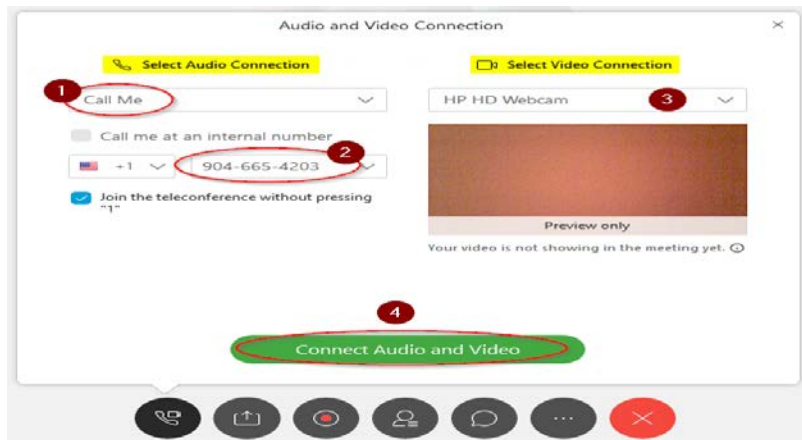 Audio and Video Connection
Select Audio Connection
Select Video Connection
1
Call Me
HP HD Webcam
3
Call me at an internal number
2
+1
904-665-4203
Join the teleconference without pressing
"1"
Preview only
Your video is not showing in the meeting yet.
4
Connect Audio and Video